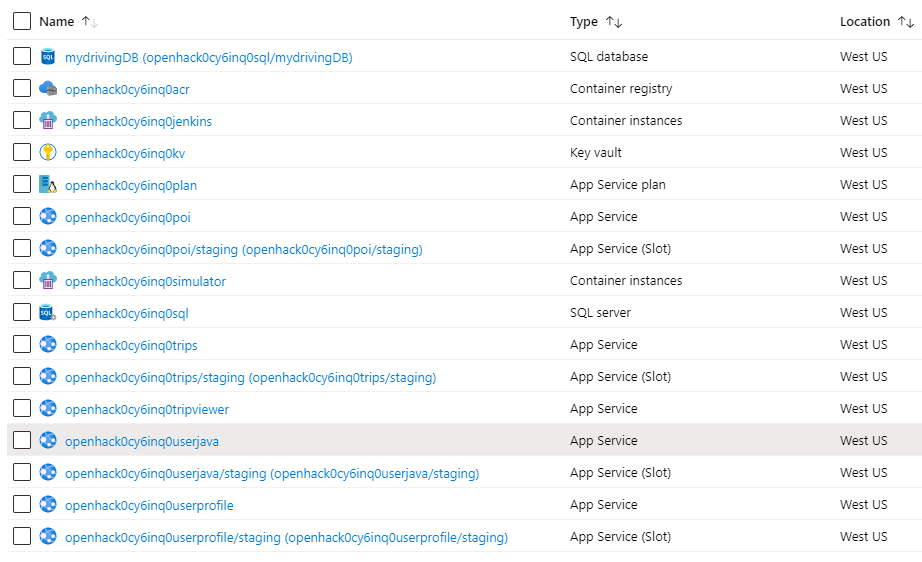 Name Type Location
mydrivingDB (openhack0cy6inq0sql/mydrivingDB) SQL database West US
openhack0cy6inq0acr Container registry West US
openhack0cy6inq0jenkins Container instances West US
openhack0cy6inq0kv Key vault West US
openhack0cy6inq0plan App Service plan West US
openhack0cy6inq0poi App Service West US
openhack0cy6inq0poi/staging (openhack0cy6inq0poi/staging) App Service (Slot) West US
openhack0cy6inq0simulator Container instances West US
openhack0cy6inq0sql SQL server West US
openhack0cy6inq0trips App Service West US
openhack0cy6inq0trips/staging (openhack0cy6inq0trips/staging) App Service (Slot) West US
openhack0cy6inq0tripviewer App Service West US
openhack0cy6inq0userjava App Service West US
openhack0cy6inq0userjava/staging (openhack0cy6inq0userjava/staging) App Service (Slot) West US
openhack0cy6inq0userprofile App Service West US
openhack0cy6inq0userprofile/staging (openhack0cy6inq0userprofile/staging) App Service (Slot) West US